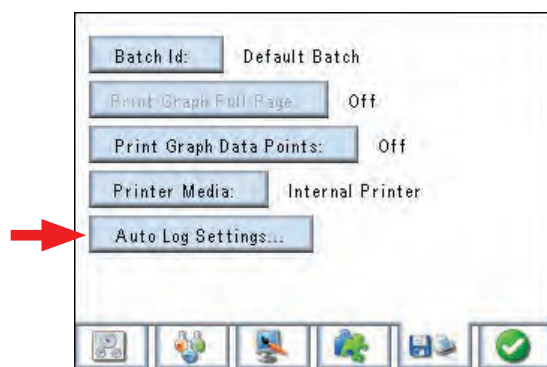 Batch Id: Default Batch
Print Graph Full Page: Off
Print Graph Data Points: Off
Printer Media: Internal Printer
Auto Log Settings...